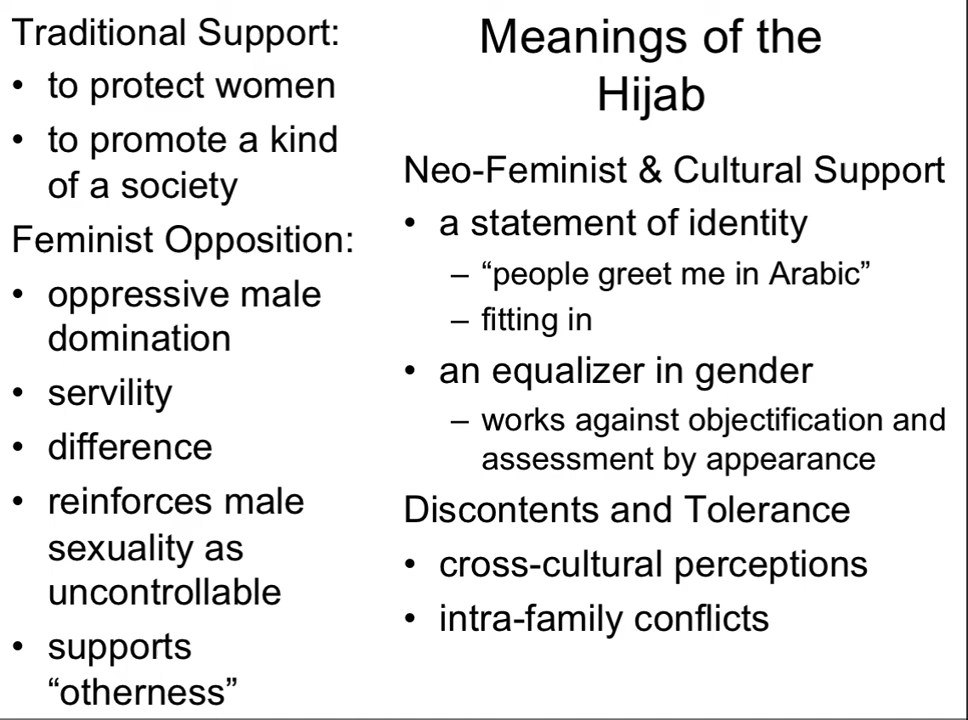 Traditional Support:
• to protect women
• to promote a kind
of a society
Feminist Opposition:
• oppressive male
domination
• servility
• difference
• reinforces male
sexuality as
uncontrollable
• supports
“otherness”
Meanings of the
Hijab
Neo-Feminist & Cultural Support
• a statement of identity
– “people greet me in Arabic”
– fitting in
• an equalizer in gender
– works against objectification and
assessment by appearance
Discontents and Tolerance
• cross-cultural perceptions
• intra-family conflicts